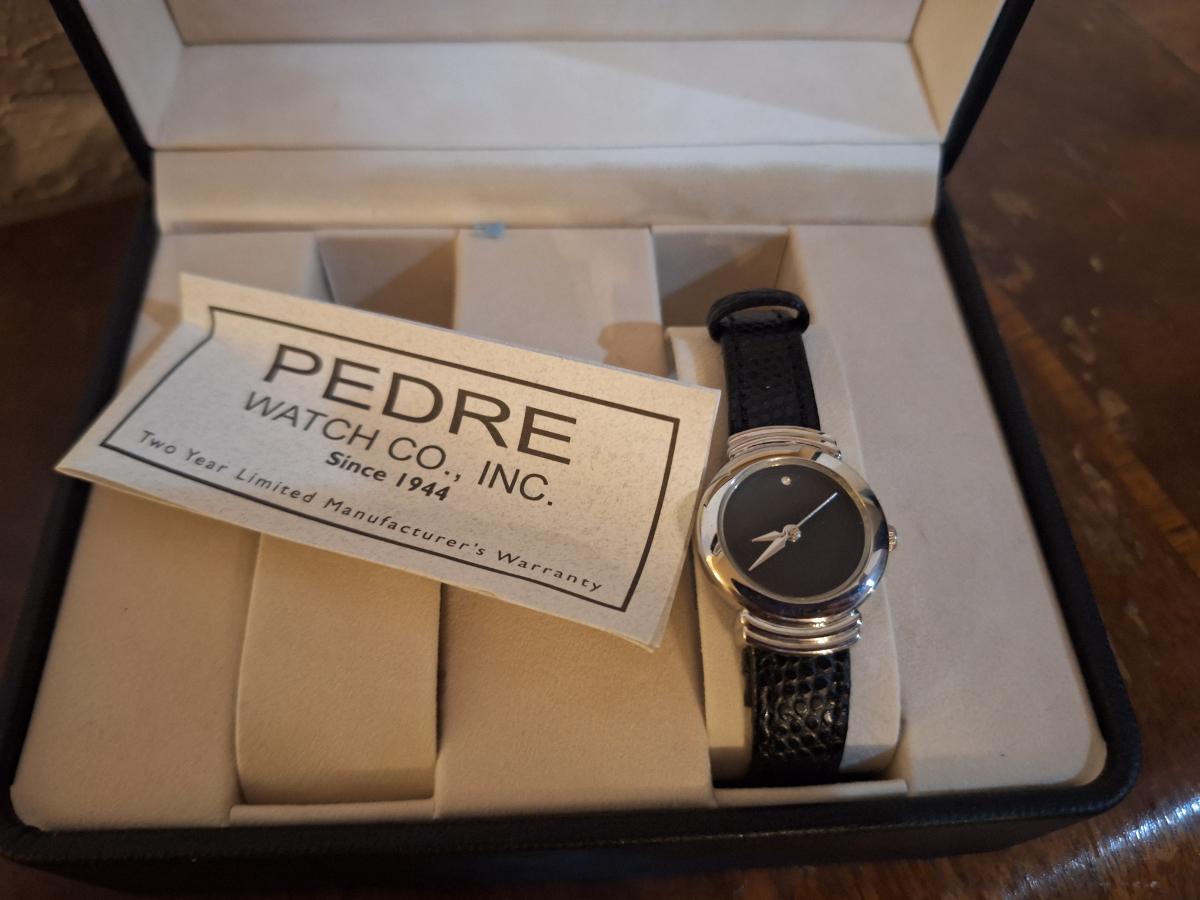 PEDRE
WATCH CO., INC.
Since 1944
Two Year Limited Manufacturer's Warranty